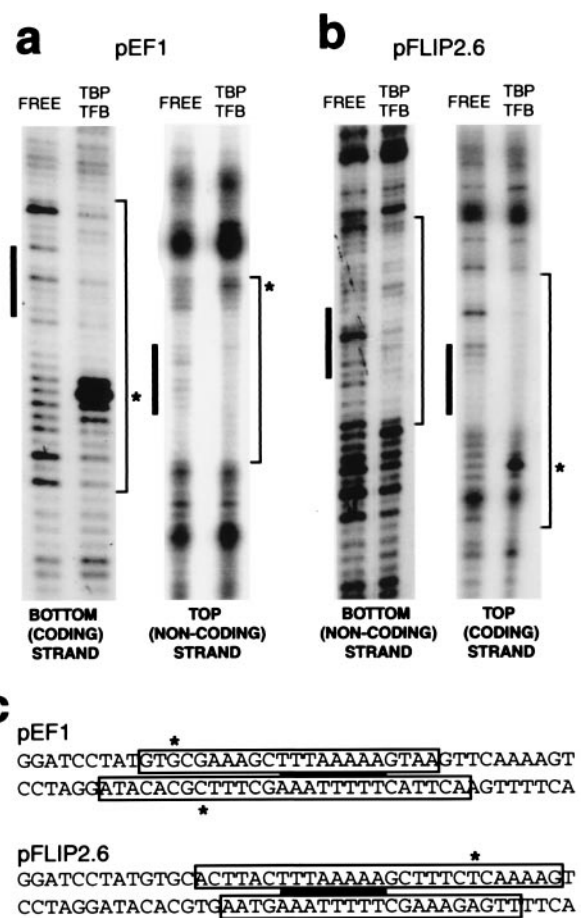 a pEF1 b pFLIP2.6
FREE TBP TFB FREE TBP TFB FREE TBP TFB FREE TBP TFB
*
*
*
BOTTOM (CODING) STRAND
TOP (NON-CODING) STRAND
BOTTOM (NON-CODING) STRAND
TOP (CODING) STRAND
c
pEF1 *
GGATCCTATGTGCGAAAGCTTTAAAAAGTAAGTTCAAAAGT
CCTAGGATACACGCTTTCGAAATTTTTCATTCAAGTTTTCA
*
pFLIP2.6 *
GGATCCTATGTGCACTTACTTTAAAAAGCTTTCTCAAAAGT
CCTAGGATACACGTGAATGAAATTTTTCGAAAGAGTTTTCA